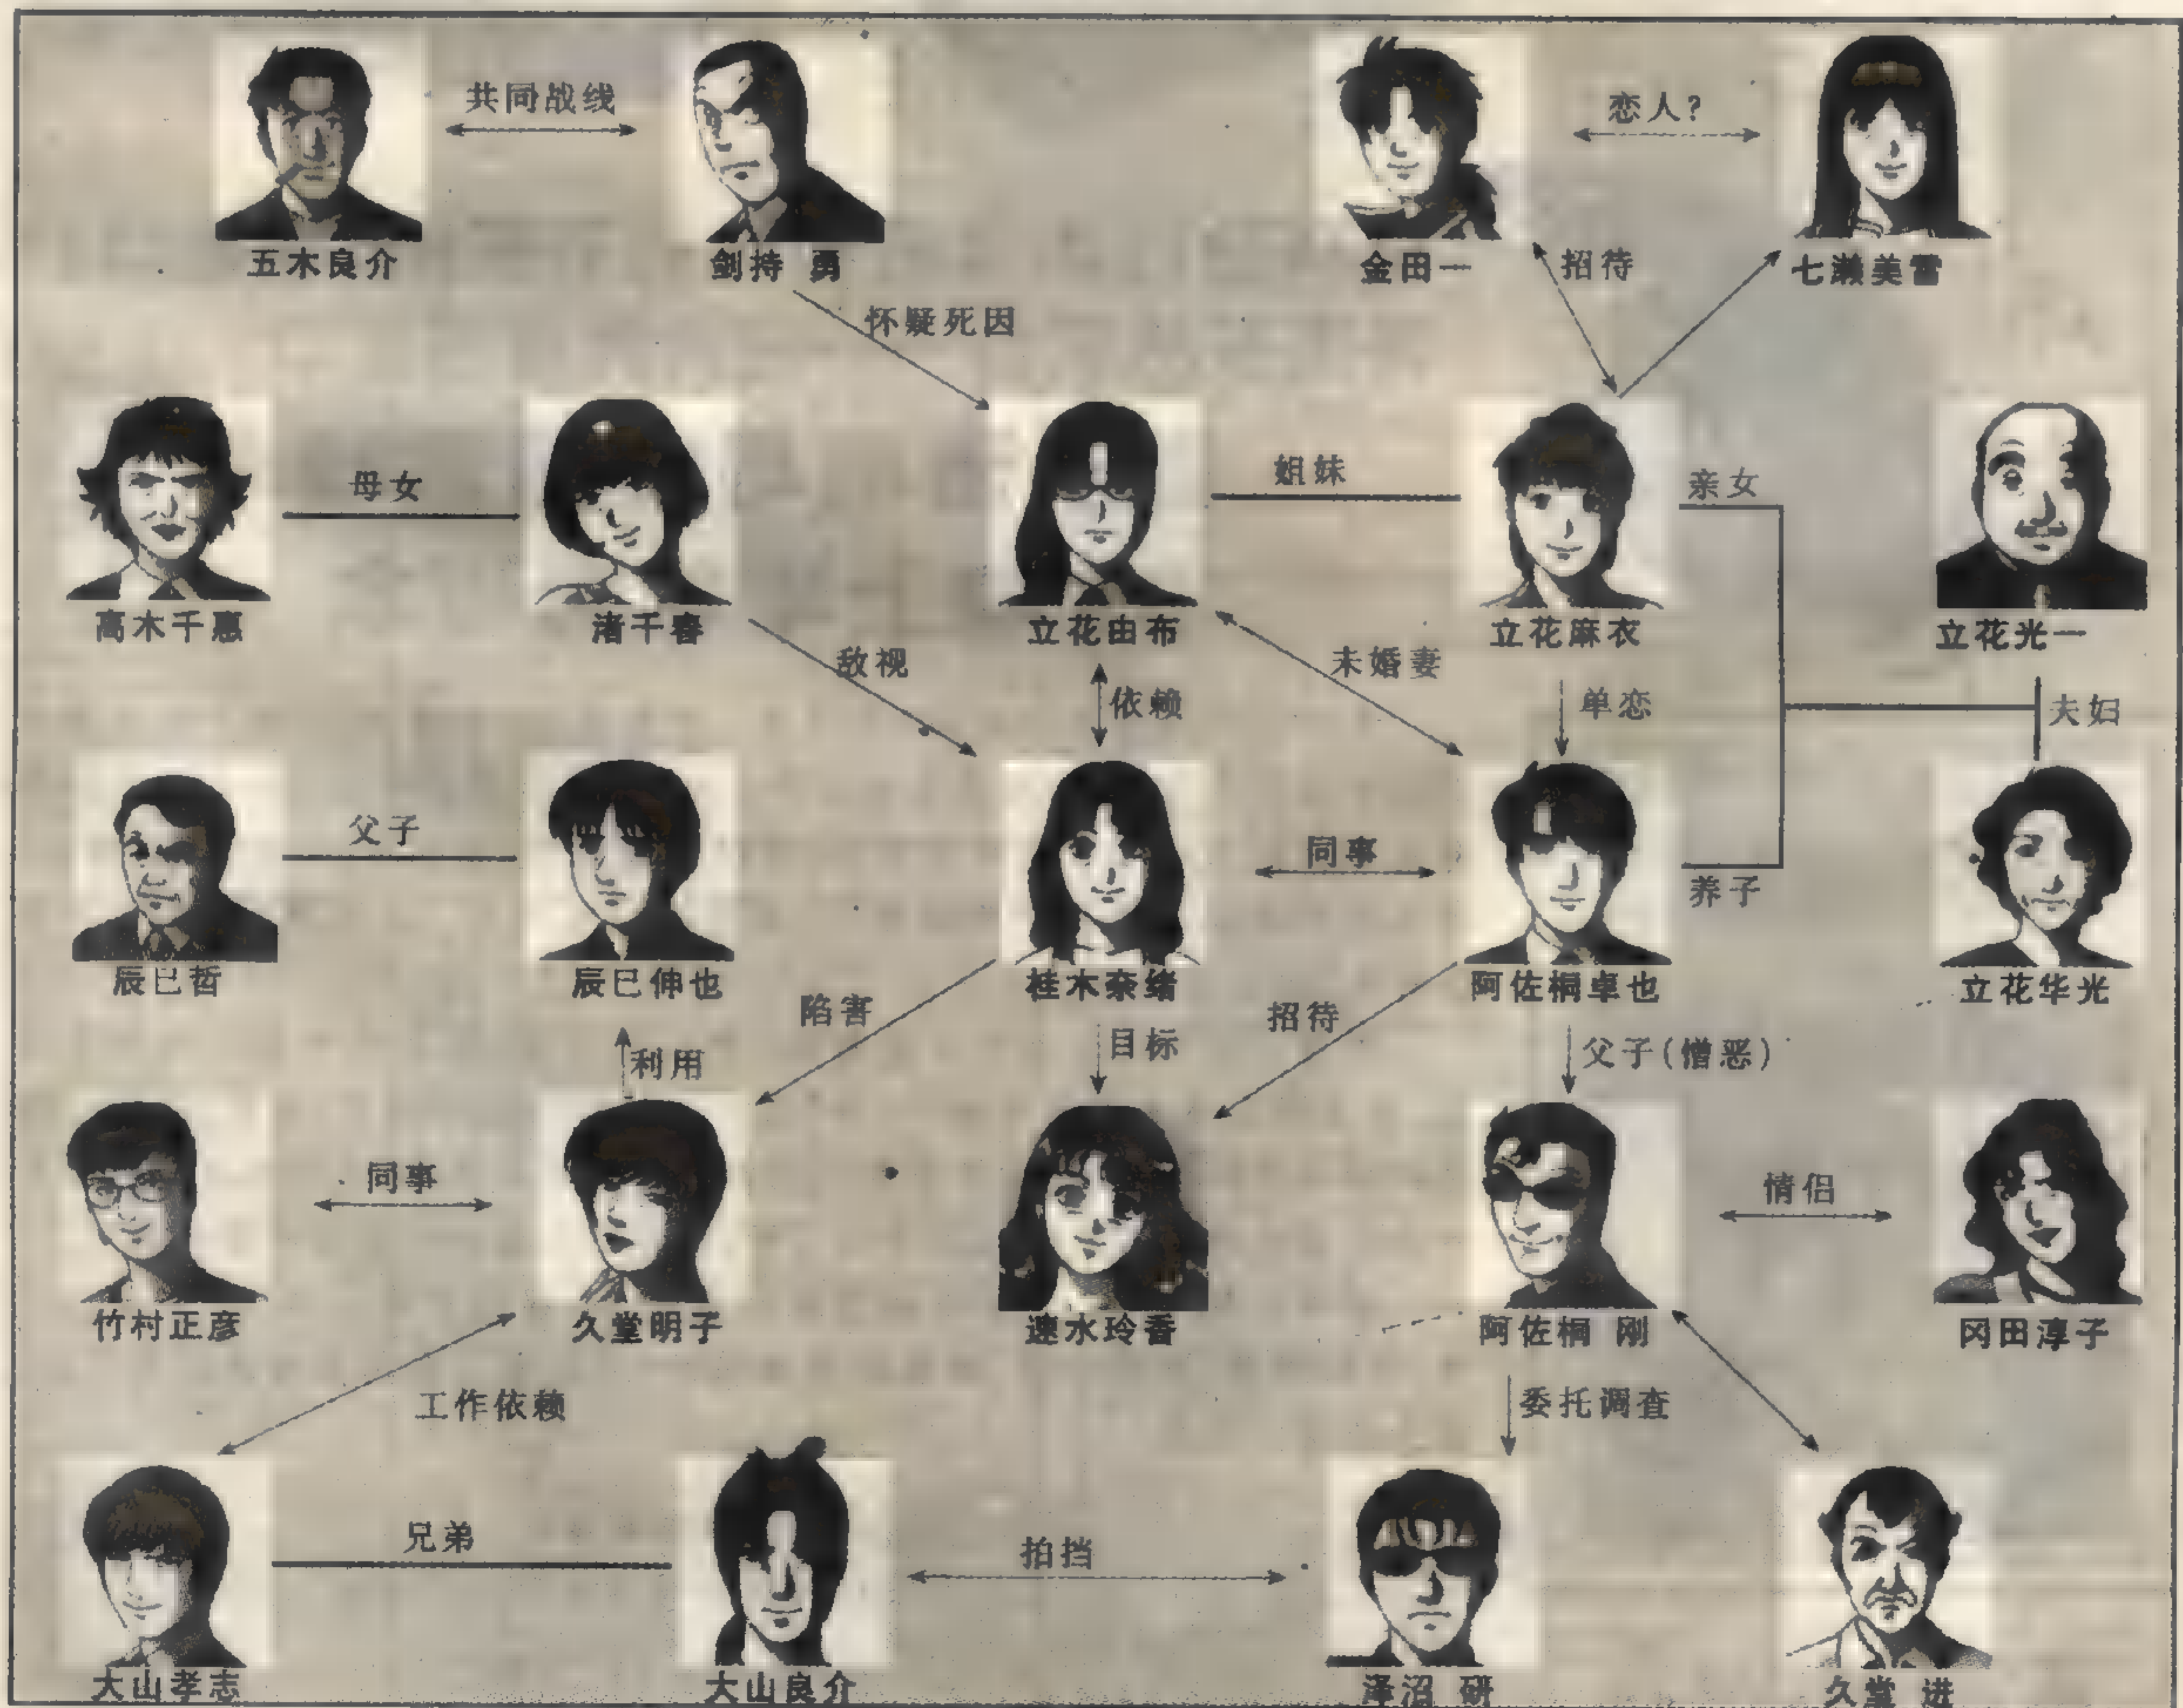 共同战线
恋人?
五木良介
剑持 勇
金田一
招待
七濑美雪
怀疑死因
母女
姐妹
亲女
高木千惠
渚千春
立花由布
立花麻衣
立花光一
敌视
依赖
未婚妻
单恋
夫妇
父子
同事
养子
辰巳哲
辰巳伸也
桂木奈绪
阿佐桐卓也
立花华光
利用
陷害
目标
招待
父子(憎恶)
同事
情侣
竹村正彦
久堂明子
速水玲香
阿佐桐 刚
冈田淳子
工作依赖
委托调查
兄弟
拍挡
大山孝志
大山良介
泽沼 研
久堂 进